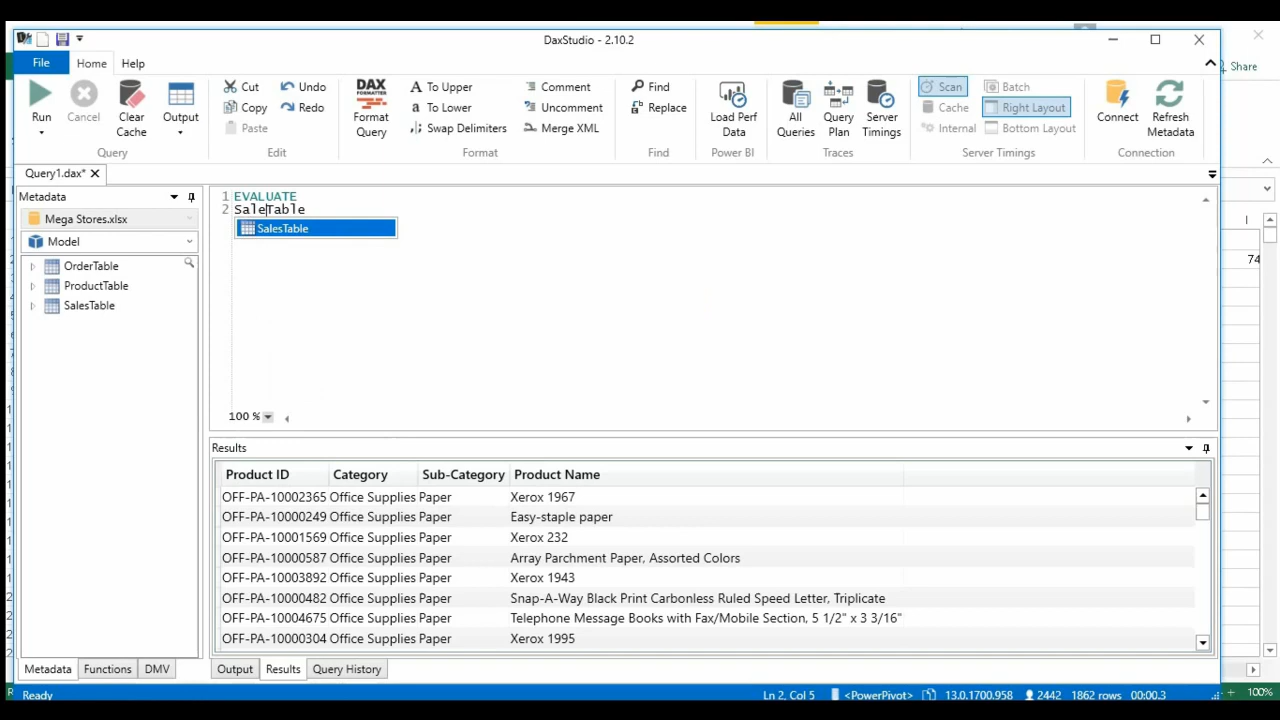 DaxStudio - 2.10.2
Share
File Home Help
Run
Cancel
Clear Cache
Output
Query
Cut
Copy
Paste
Undo
Redo
Edit
DAX FORMATTER
Format Query
To Upper
To Lower
Swap Delimiters
Comment
Uncomment
Merge XML
Format
Find
Replace
Find
Load Perf Data
Power BI
All Queries
Query Plan
Server Timings
Traces
Scan
Cache
Internal
Batch
Right Layout
Bottom Layout
Server Timings
Connect
Refresh Metadata
Connection
Query1.dax*
Metadata
Mega Stores.xlsx
Model
OrderTable
ProductTable
SalesTable
1 EVALUATE
2 SaleTable
SalesTable
I
74
100 %
Results
Product ID Category Sub-Category Product Name
OFF-PA-10002365 Office Supplies Paper Xerox 1967
OFF-PA-10000249 Office Supplies Paper Easy-staple paper
OFF-PA-10001569 Office Supplies Paper Xerox 232
OFF-PA-10000587 Office Supplies Paper Array Parchment Paper, Assorted Colors
OFF-PA-10003892 Office Supplies Paper Xerox 1943
OFF-PA-10000482 Office Supplies Paper Snap-A-Way Black Print Carbonless Ruled Speed Letter, Triplicate
OFF-PA-10004675 Office Supplies Paper Telephone Message Books with Fax/Mobile Section, 5 1/2" x 3 3/16"
OFF-PA-10000304 Office Supplies Paper Xerox 1995
Metadata Functions DMV
Output Results Query History
Ready
Ln 2, Col 5 <PowerPivot> 13.0.1700.958 2442 1862 rows 00:00.3
100%